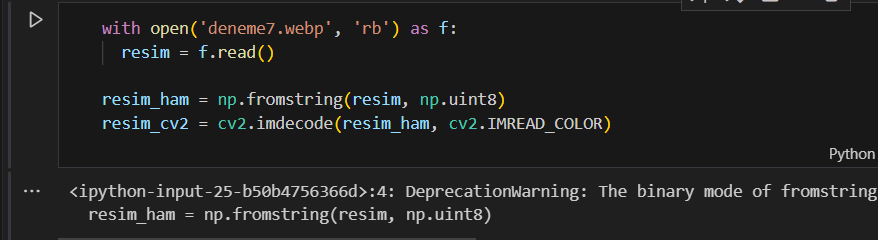 with open('deneme7.webp', 'rb') as f:
resim = f.read()
resim_ham = np.fromstring(resim, np.uint8)
resim_cv2 = cv2.imdecode(resim_ham, cv2.IMREAD_COLOR)
Python
<ipython-input-25-b50b4756366d>:4: DeprecationWarning: The binary mode of fromstring
resim_ham = np.fromstring(resim, np.uint8)